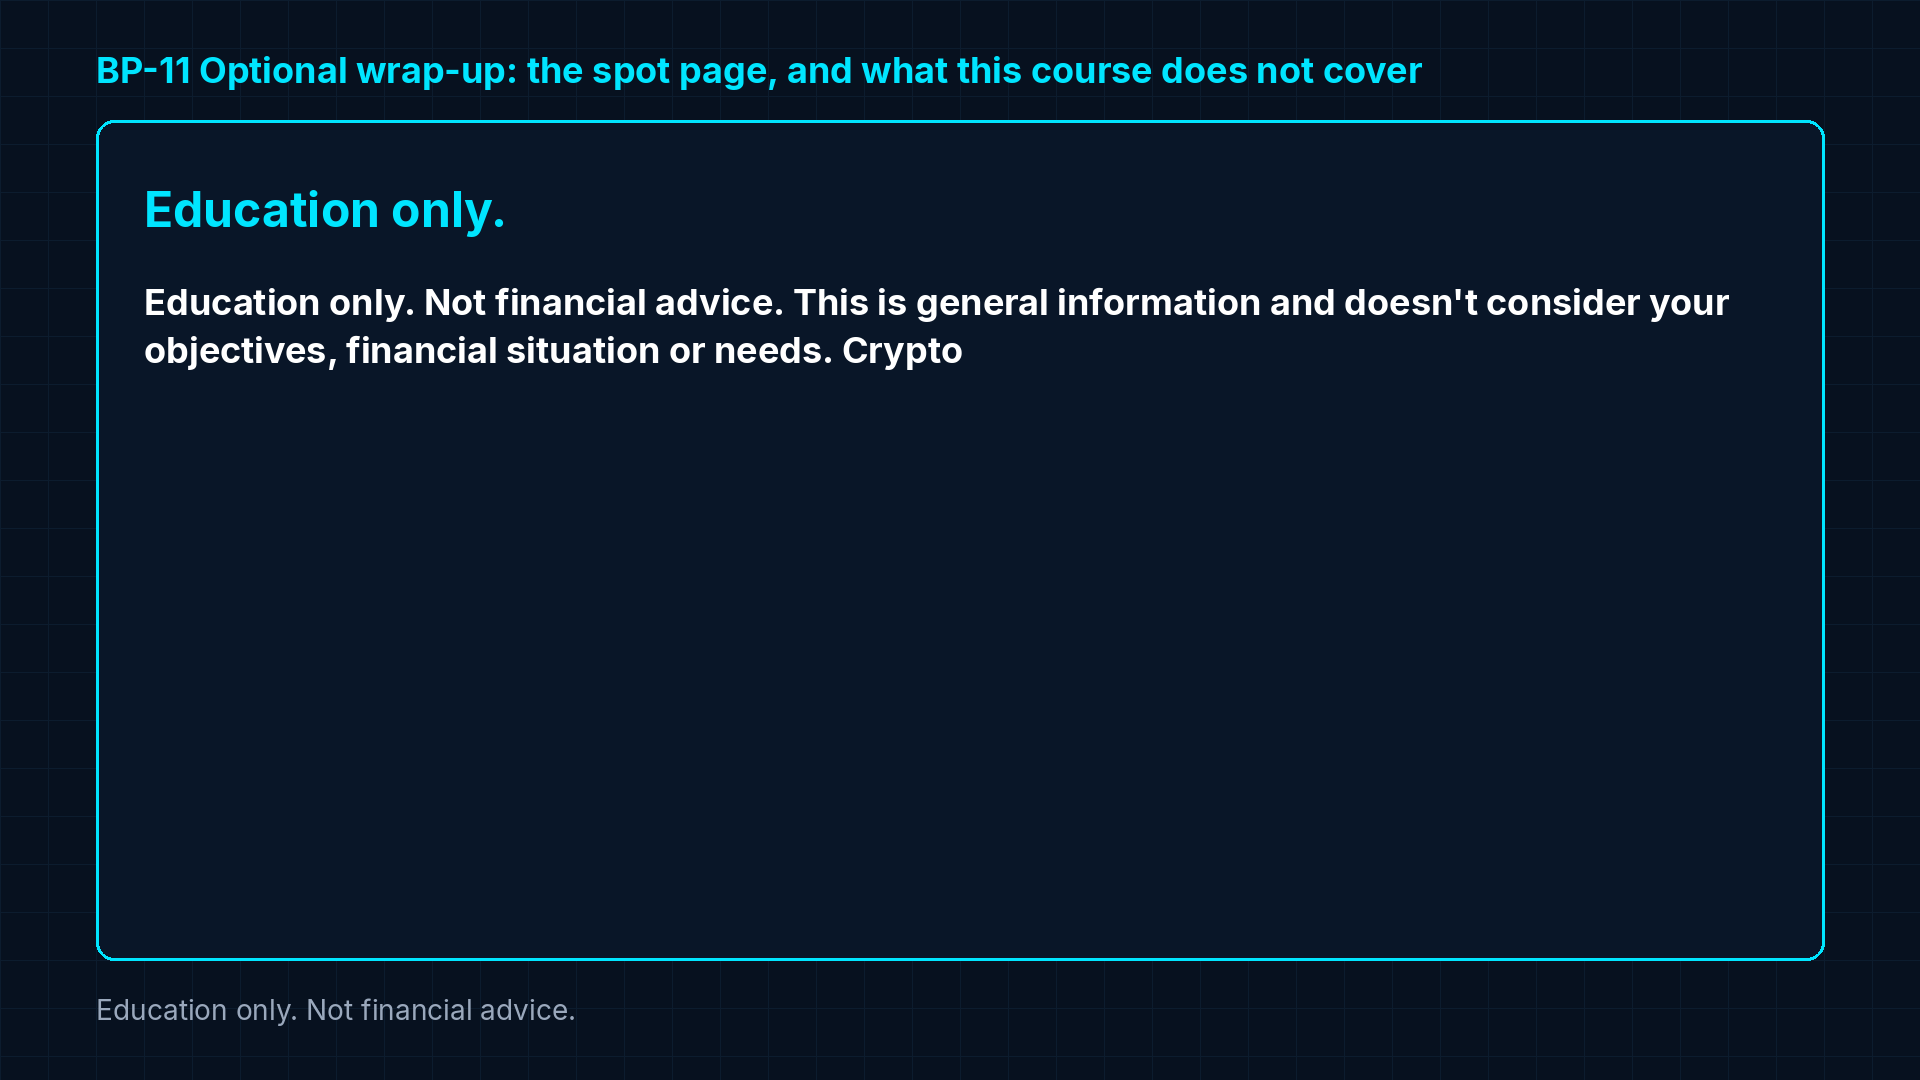 BP-11 Optional wrap-up: the spot page, and what this course does not cover
Education only.
Education only. Not financial advice. This is general information and doesn't consider your
objectives, financial situation or needs. Crypto
Education only. Not financial advice.